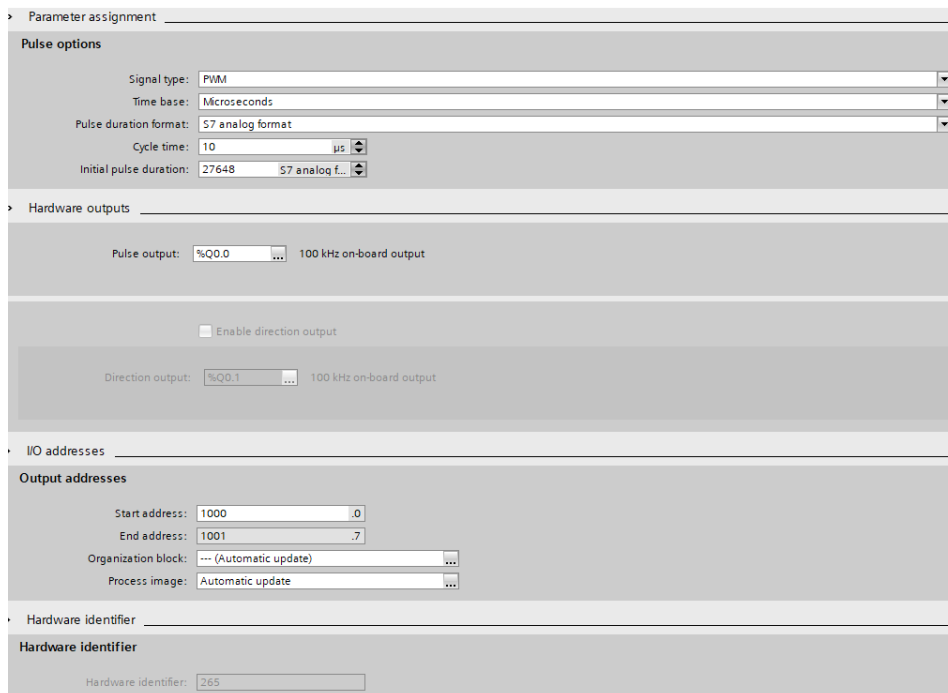 Parameter assignment
Pulse options
Signal type: PWM
Time base: Microseconds
Pulse duration format: S7 analog format
Cycle time: 10 µs
Initial pulse duration: 27648 S7 analog f...
Hardware outputs
Pulse output: %Q0.0 ... 100 kHz on-board output
Enable direction output
Direction output: %Q0.1 ... 100 kHz on-board output
I/O addresses
Output addresses
Start address: 1000 .0
End address: 1001 .7
Organization block: --- (Automatic update) ...
Process image: Automatic update ...
Hardware identifier
Hardware identifier
Hardware identifier: 265